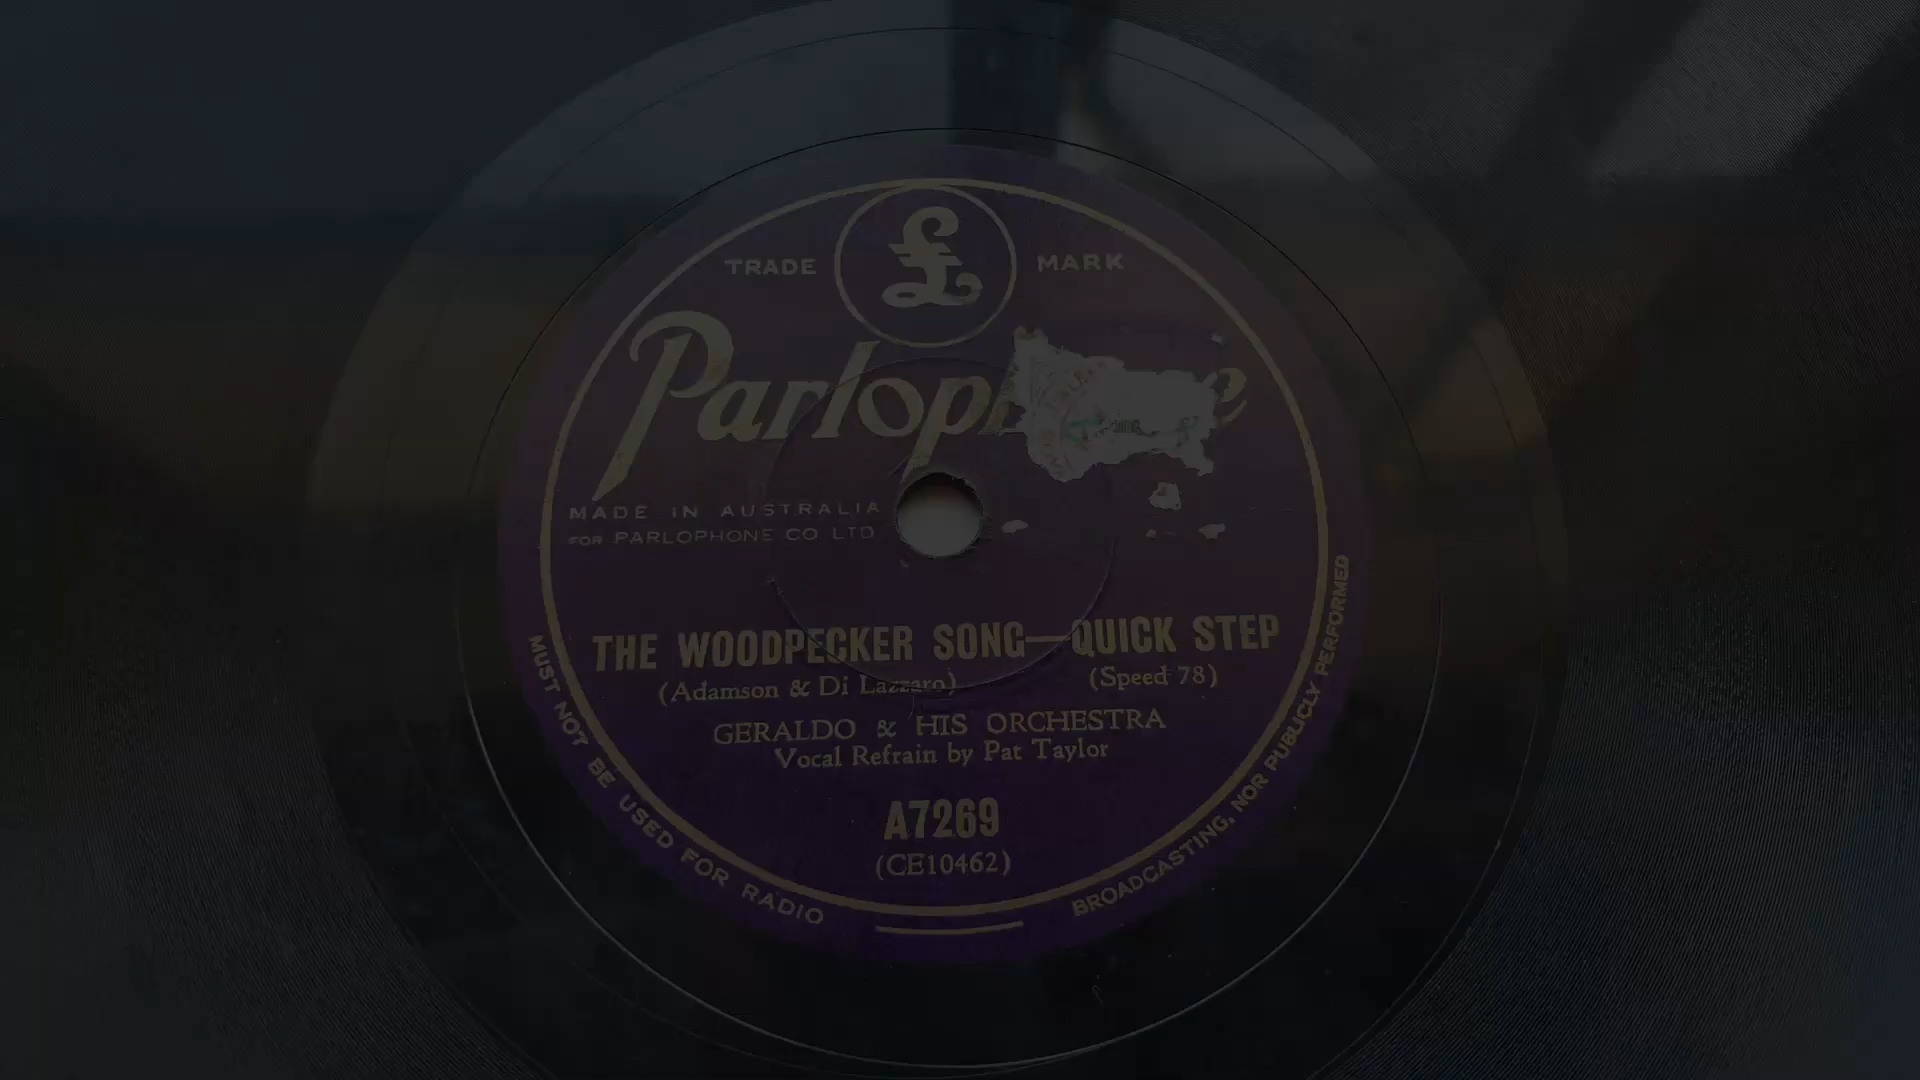 £
TRADE MARK
Parlophone
MADE IN AUSTRALIA
FOR PARLOPHONE CO LTD
THE WOODPECKER SONG—QUICK STEP
(Adamson & Di Lazzaro) (Speed 78)
GERALDO & HIS ORCHESTRA
Vocal Refrain by Pat Taylor
A7269
(CE10462)
MUST NOT BE USED FOR RADIO BROADCASTING, NOR PUBLICLY PERFORMED